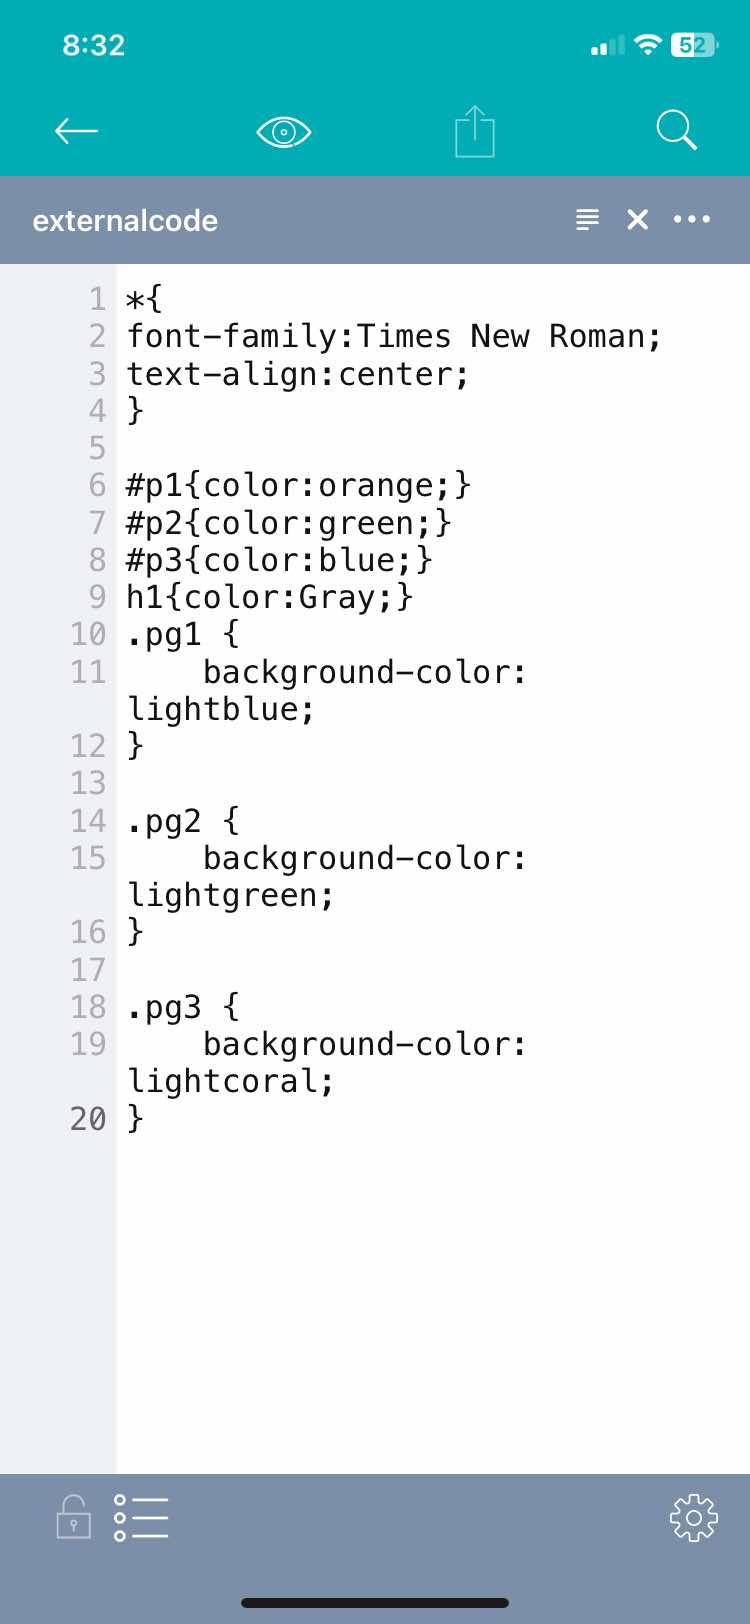 8:32
52
externalcode
1 *{
2 font-family:Times New Roman;
3 text-align:center;
4 }
5
6 #p1{color:orange;}
7 #p2{color:green;}
8 #p3{color:blue;}
9 h1{color:Gray;}
10 .pg1 {
11     background-color:
lightblue;
12 }
13
14 .pg2 {
15     background-color:
lightgreen;
16 }
17
18 .pg3 {
19     background-color:
lightcoral;
20 }